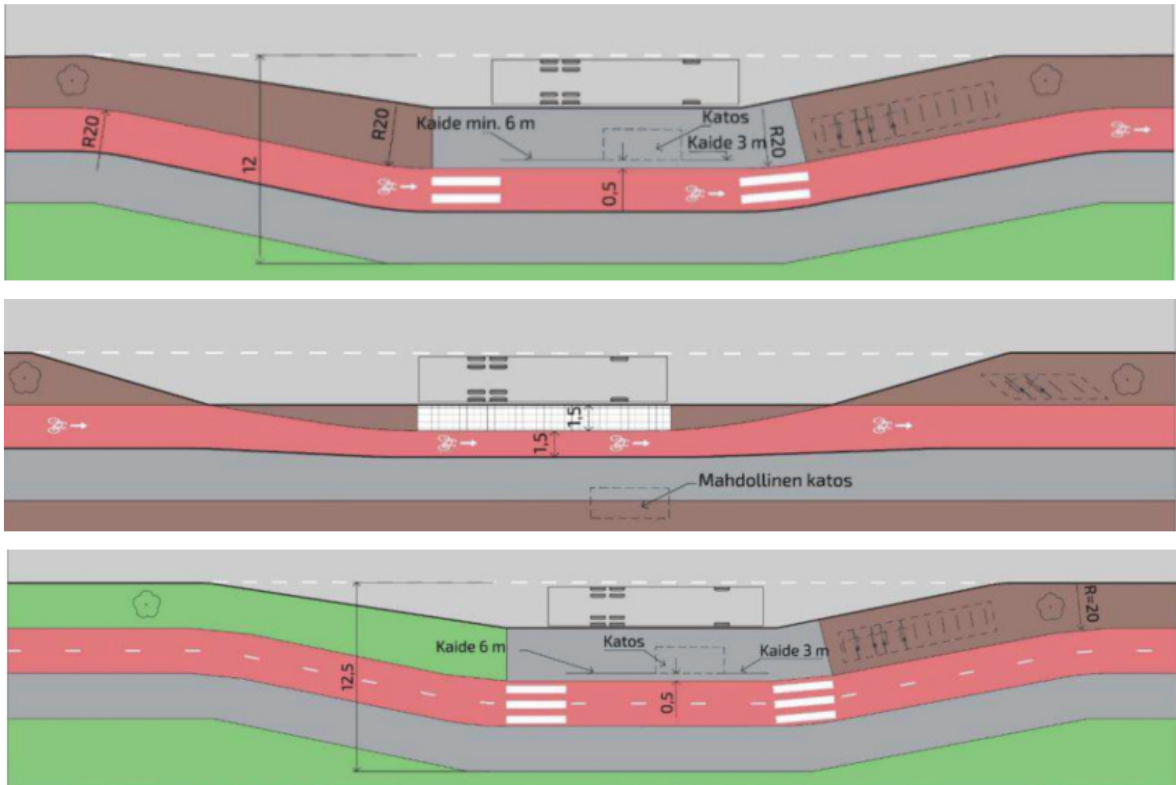 R20
12
R20
Kaide min. 6 m
Katos
Kaide 3 m
R20
0,5
1,5
1,5
Mahdollinen katos
12,5
Kaide 6 m
Katos
0,5
Kaide 3 m
R=20